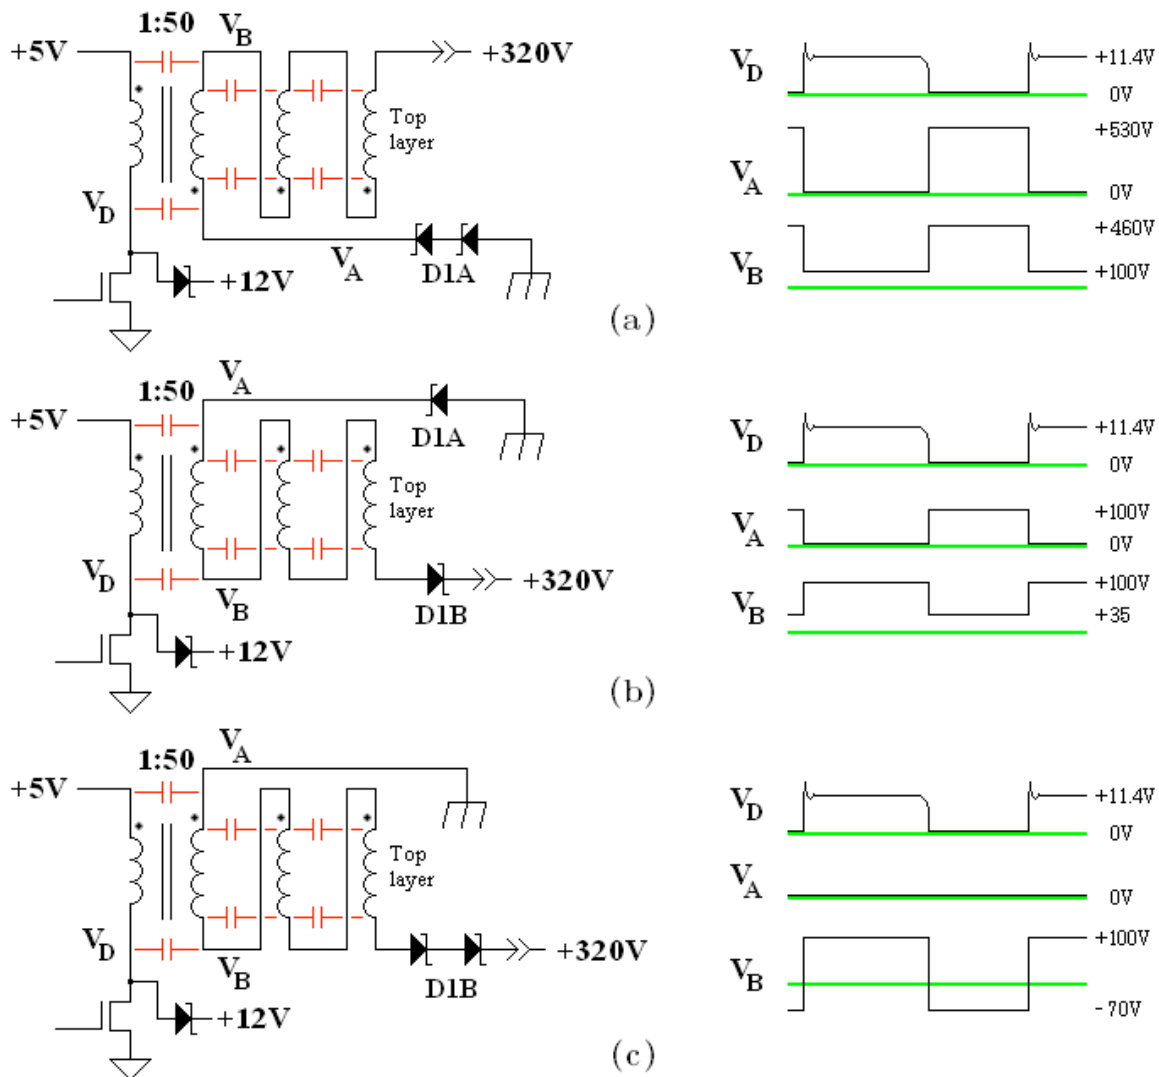 1:50
V_B
+5V
+320V
Top
layer
V_D
V_A
D1A
+12V
V_D
+11.4V
0V
V_A
+530V
0V
V_B
+460V
+100V
(a)
1:50
V_A
+5V
D1A
Top
layer
V_D
V_B
D1B
+320V
+12V
V_D
+11.4V
0V
V_A
+100V
0V
V_B
+100V
+35
(b)
1:50
V_A
+5V
Top
layer
V_D
V_B
D1B
+320V
+12V
V_D
+11.4V
0V
V_A
0V
V_B
+100V
-70V
(c)